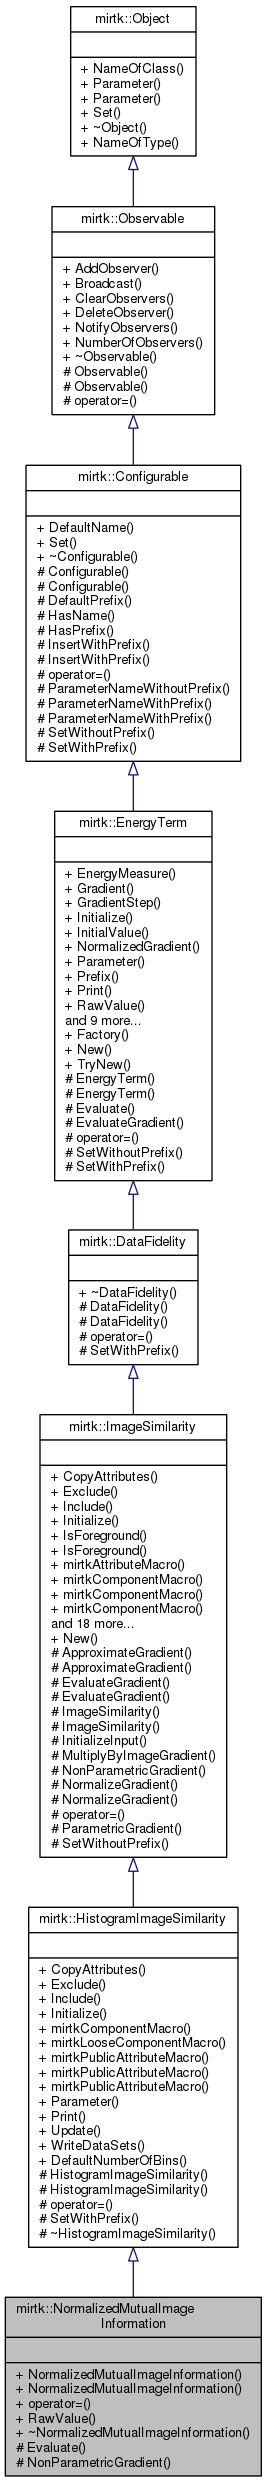 mirtk::Object
+ NameOfClass()
+ Parameter()
+ Parameter()
+ Set()
+ ~Object()
+ NameOfType()
mirtk::Observable
+ AddObserver()
+ Broadcast()
+ ClearObservers()
+ DeleteObserver()
+ NotifyObservers()
+ NumberOfObservers()
+ ~Observable()
# Observable()
# Observable()
# operator=()
mirtk::Configurable
+ DefaultName()
+ Set()
+ ~Configurable()
# Configurable()
# Configurable()
# DefaultPrefix()
# HasName()
# HasPrefix()
# InsertWithPrefix()
# InsertWithPrefix()
# operator=()
# ParameterNameWithoutPrefix()
# ParameterNameWithPrefix()
# ParameterNameWithPrefix()
# SetWithoutPrefix()
# SetWithPrefix()
mirtk::EnergyTerm
+ EnergyMeasure()
+ Gradient()
+ GradientStep()
+ Initialize()
+ InitialValue()
+ NormalizedGradient()
+ Parameter()
+ Prefix()
+ Print()
+ RawValue()
and 9 more...
+ Factory()
+ New()
+ TryNew()
# EnergyTerm()
# EnergyTerm()
# Evaluate()
# EvaluateGradient()
# operator=()
# SetWithoutPrefix()
# SetWithPrefix()
mirtk::DataFidelity
+ ~DataFidelity()
# DataFidelity()
# DataFidelity()
# operator=()
# SetWithPrefix()
mirtk::ImageSimilarity
+ CopyAttributes()
+ Exclude()
+ Include()
+ Initialize()
+ IsForeground()
+ IsForeground()
+ mirtkAttributeMacro()
+ mirtkComponentMacro()
+ mirtkComponentMacro()
+ mirtkComponentMacro()
and 18 more...
+ New()
# ApproximateGradient()
# ApproximateGradient()
# EvaluateGradient()
# EvaluateGradient()
# ImageSimilarity()
# ImageSimilarity()
# InitializeInput()
# MultiplyByImageGradient()
# NonParametricGradient()
# NormalizeGradient()
# NormalizeGradient()
# operator=()
# ParametricGradient()
# SetWithoutPrefix()
mirtk::HistogramImageSimilarity
+ CopyAttributes()
+ Exclude()
+ Include()
+ Initialize()
+ mirtkComponentMacro()
+ mirtkLooseComponentMacro()
+ mirtkPublicAttributeMacro()
+ mirtkPublicAttributeMacro()
+ mirtkPublicAttributeMacro()
+ Parameter()
+ Print()
+ Update()
+ WriteDataSets()
+ DefaultNumberOfBins()
# HistogramImageSimilarity()
# HistogramImageSimilarity()
# operator=()
# SetWithPrefix()
# ~HistogramImageSimilarity()
mirtk::NormalizedMutualImage
Information
+ NormalizedMutualImageInformation()
+ NormalizedMutualImageInformation()
+ operator=()
+ RawValue()
+ ~NormalizedMutualImageInformation()
# Evaluate()
# NonParametricGradient()